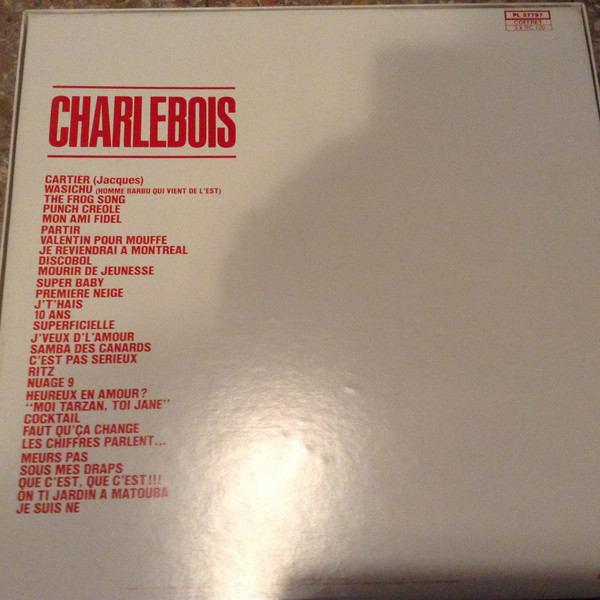 PL 37797
COFFRET
CHARLEBOIS
CARTIER (Jacques)
WASICHU (HOMME BARBU QUI VIENT DE L'EST)
THE FROG SONG
PUNCH CREOLE
MON AMI FIDEL
PARTIR
VALENTIN POUR MOUFFE
JE REVIENDRAI A MONTREAL
DISCOBOL
MOURIR DE JEUNESSE
SUPER BABY
PREMIERE NEIGE
J'T'HAIS
10 ANS
SUPERFICIELLE
J'VEUX D'L'AMOUR
SAMBA DES CANARDS
C'EST PAS SERIEUX
RITZ
NUAGE 9
HEUREUX EN AMOUR?
"MOI TARZAN, TOI JANE"
COCKTAIL
FAUT QU'ÇA CHANGE
LES CHIFFRES PARLENT...
MEURS PAS
SOUS MES DRAPS
QUE C'EST, QUE C'EST!!!
ON TI JARDIN A MATOUBA
JE SUIS NE